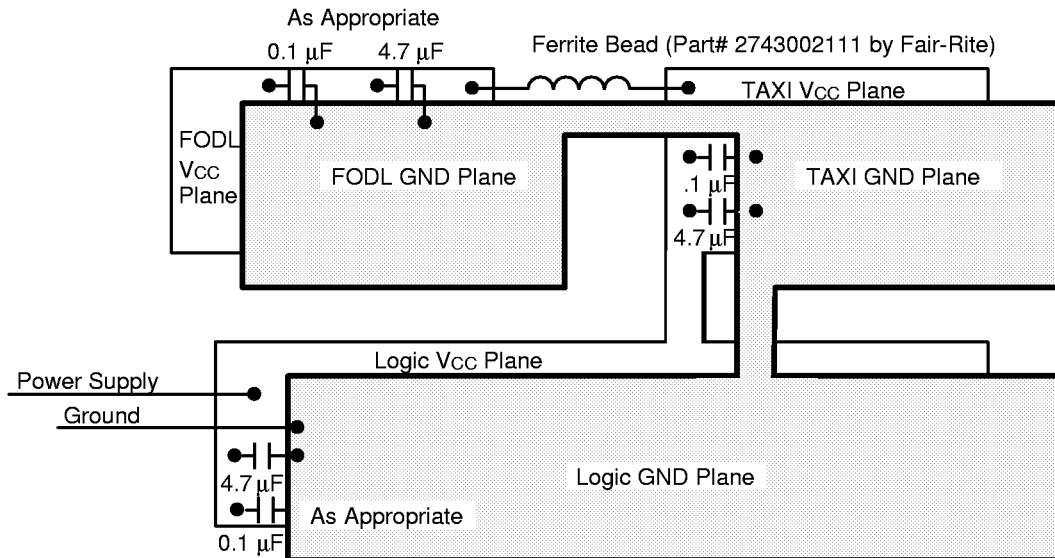 As Appropriate
0.1 μF
4.7 μF
Ferrite Bead (Part# 2743002111 by Fair-Rite)
TAXI VCC Plane
FODL
VCC
Plane
FODL GND Plane
.1 μF
4.7 μF
TAXI GND Plane
Logic VCC Plane
Power Supply
Ground
4.7 μF
0.1 μF
As Appropriate
Logic GND Plane